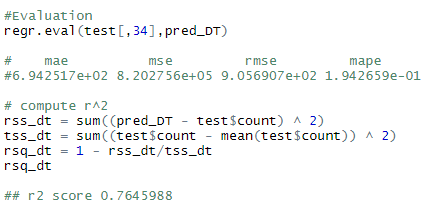 #Evaluation
regr.eval(test[,34],pred_DT)
#    mae          mse         rmse         mape
#6.942517e+02 8.202756e+05 9.056907e+02 1.942659e-01
# compute r^2
rss_dt = sum((pred_DT - test$count) ^ 2)
tss_dt = sum((test$count - mean(test$count)) ^ 2)
rsq_dt = 1 - rss_dt/tss_dt
rsq_dt
## r2 score 0.7645988